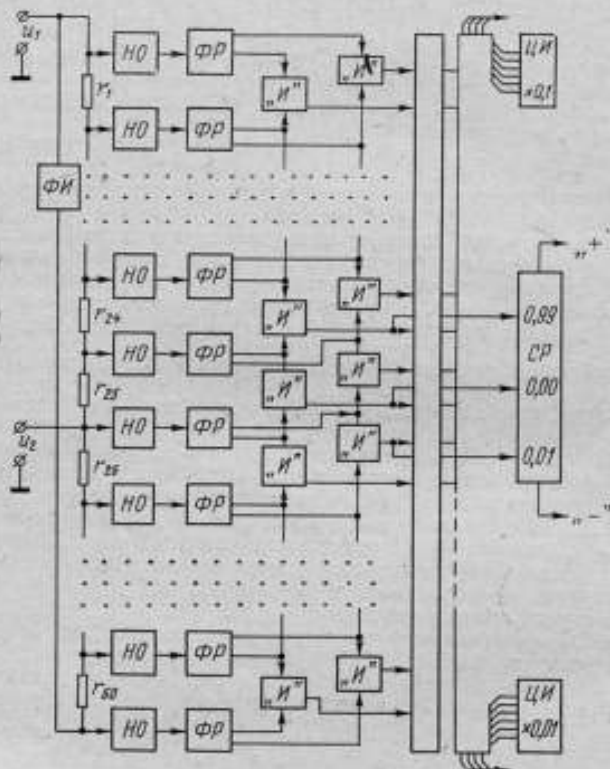 u₁
НО
ФР
„И"
„И"
ЦИ
×0,1
r₁
НО
ФР
ФИ
„+"
НО
ФР
„И"
„И"
r₂₄
0,99
СР
НО
ФР
„И"
„И"
r₂₅
0,00
u₂
НО
ФР
„И"
„И"
r₂₆
0,01
НО
ФР
„—"
НО
ФР
„И"
„И"
r₅₀
ЦИ
×0,01
НО
ФР